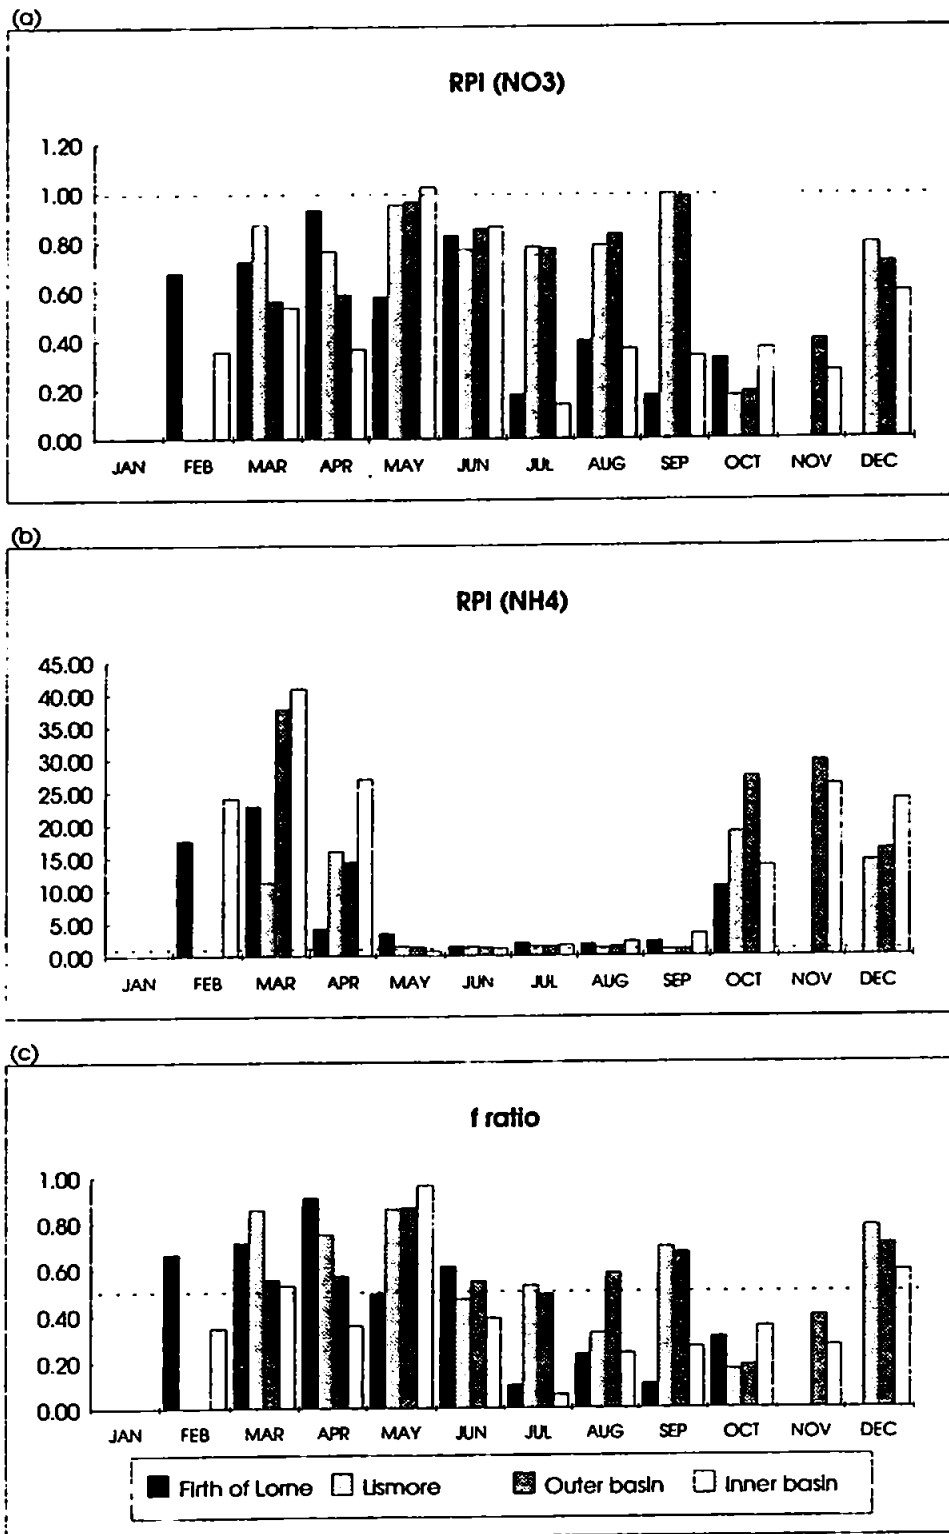 (a)
RPI (NO3)
1.20
1.00
0.80
0.60
0.40
0.20
0.00
JAN FEB MAR APR MAY JUN JUL AUG SEP OCT NOV DEC
(b)
RPI (NH4)
45.00
40.00
35.00
30.00
25.00
20.00
15.00
10.00
5.00
0.00
JAN FEB MAR APR MAY JUN JUL AUG SEP OCT NOV DEC
(c)
f ratio
1.00
0.80
0.60
0.40
0.20
0.00
JAN FEB MAR APR MAY JUN JUL AUG SEP OCT NOV DEC
Firth of Lorne Lismore Outer basin Inner basin